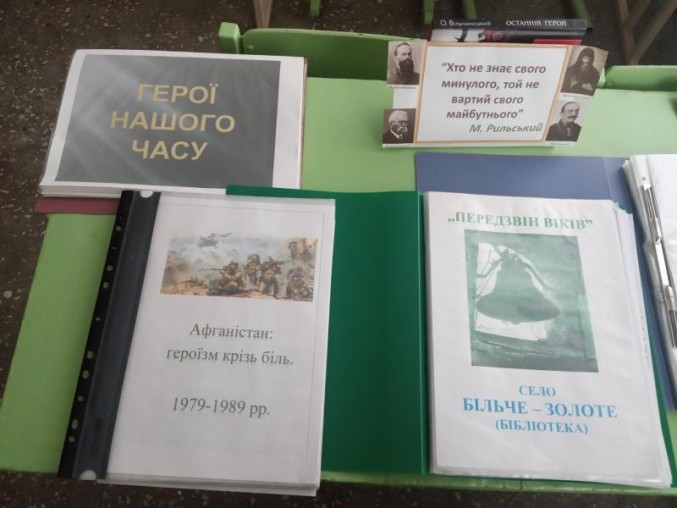 О. Вільчинський ОСТАННІЙ ГЕРОЙ
ГЕРОЇ
НАШОГО
ЧАСУ
“Хто не знає свого
минулого, той не
вартий свого
майбутнього”
М. Рильський
Афганістан:
героїзм крізь біль.
1979-1989 рр.
„ПЕРЕДЗВІН ВІКІВ”
СЕЛО
БІЛЬЧЕ – ЗОЛОТЕ
(БІБЛІОТЕКА)